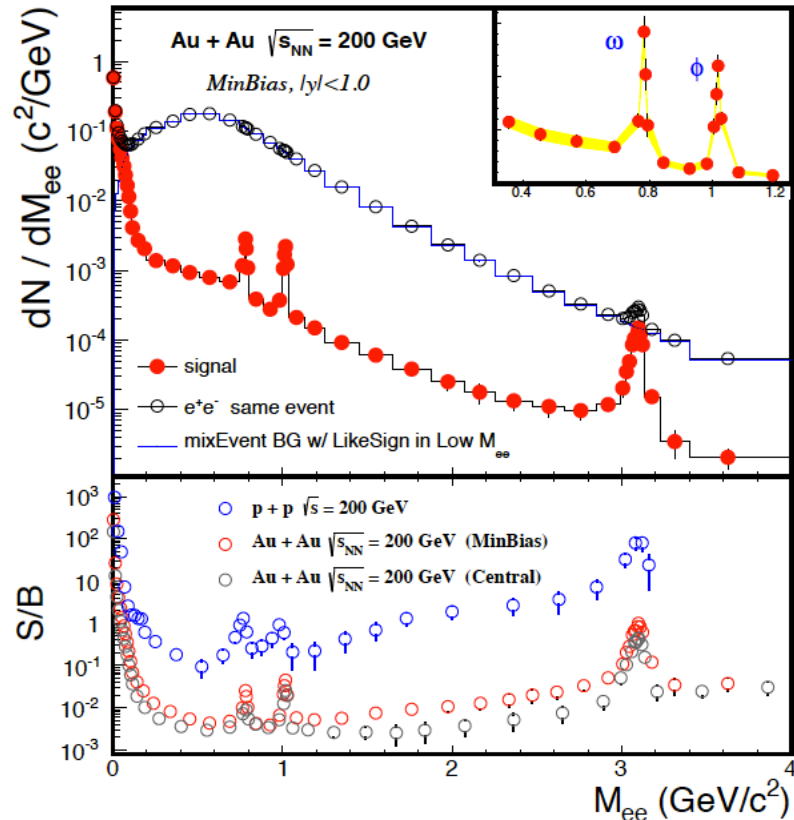 Au + Au √s_NN = 200 GeV
MinBias, |y|<1.0
ω
ϕ
0.4 0.6 0.8 1 1.2
dN / dM_ee (c²/GeV)
1
10⁻¹
10⁻²
10⁻³
10⁻⁴
10⁻⁵
signal
e⁺e⁻ same event
mixEvent BG w/ LikeSign in Low M_ee
S/B
10²
10
1
10⁻¹
10⁻²
10⁻³
p + p √s = 200 GeV
Au + Au √s_NN = 200 GeV (MinBias)
Au + Au √s_NN = 200 GeV (Central)
0 1 2 3 4
M_ee (GeV/c²)